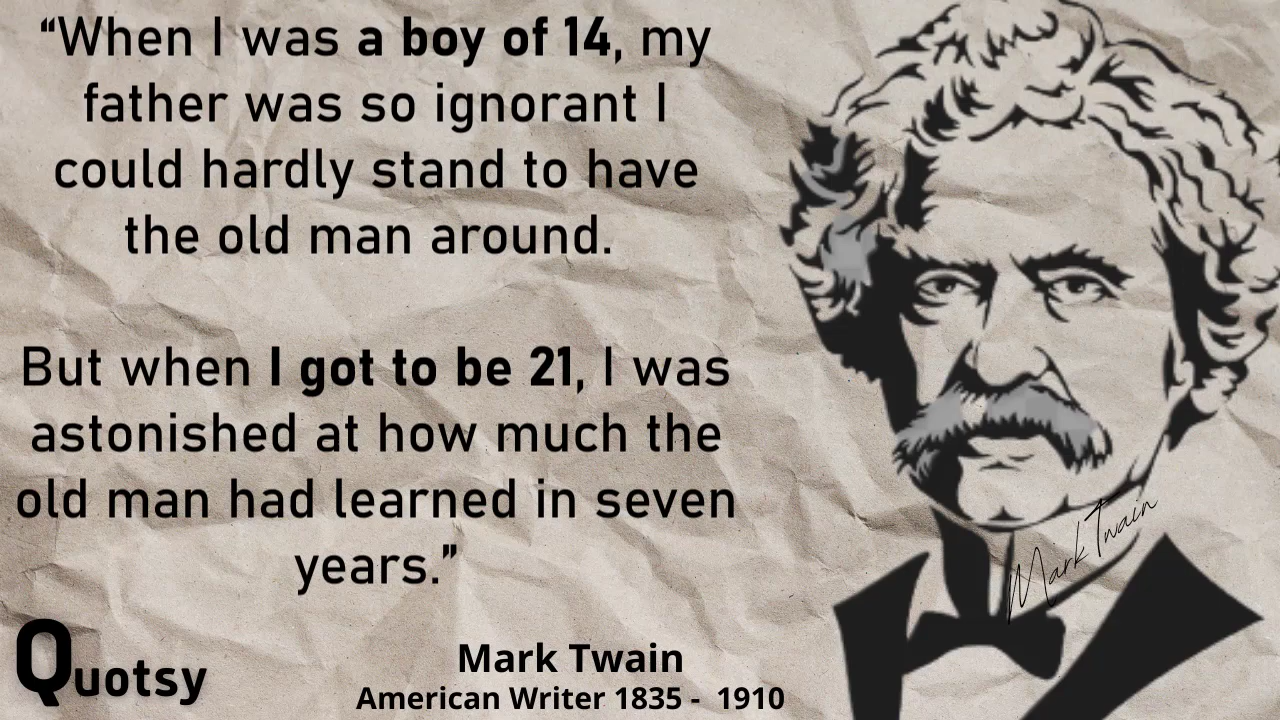 “When I was a boy of 14, my
father was so ignorant I
could hardly stand to have
the old man around.
But when I got to be 21, I was
astonished at how much the
old man had learned in seven
years.”
Mark Twain
Quotsy
Mark Twain
American Writer 1835 - 1910